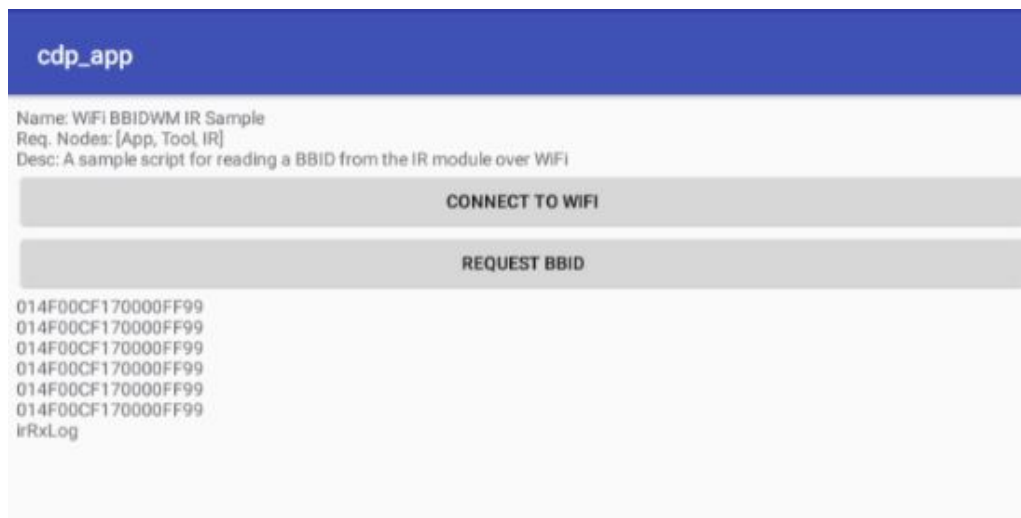 cdp_app
Name: WiFi BBIDWM IR Sample
Req. Nodes: [App, Tool, IR]
Desc: A sample script for reading a BBID from the IR module over WiFi
CONNECT TO WIFI
REQUEST BBID
014F00CF170000FF99
014F00CF170000FF99
014F00CF170000FF99
014F00CF170000FF99
014F00CF170000FF99
014F00CF170000FF99
irRxLog